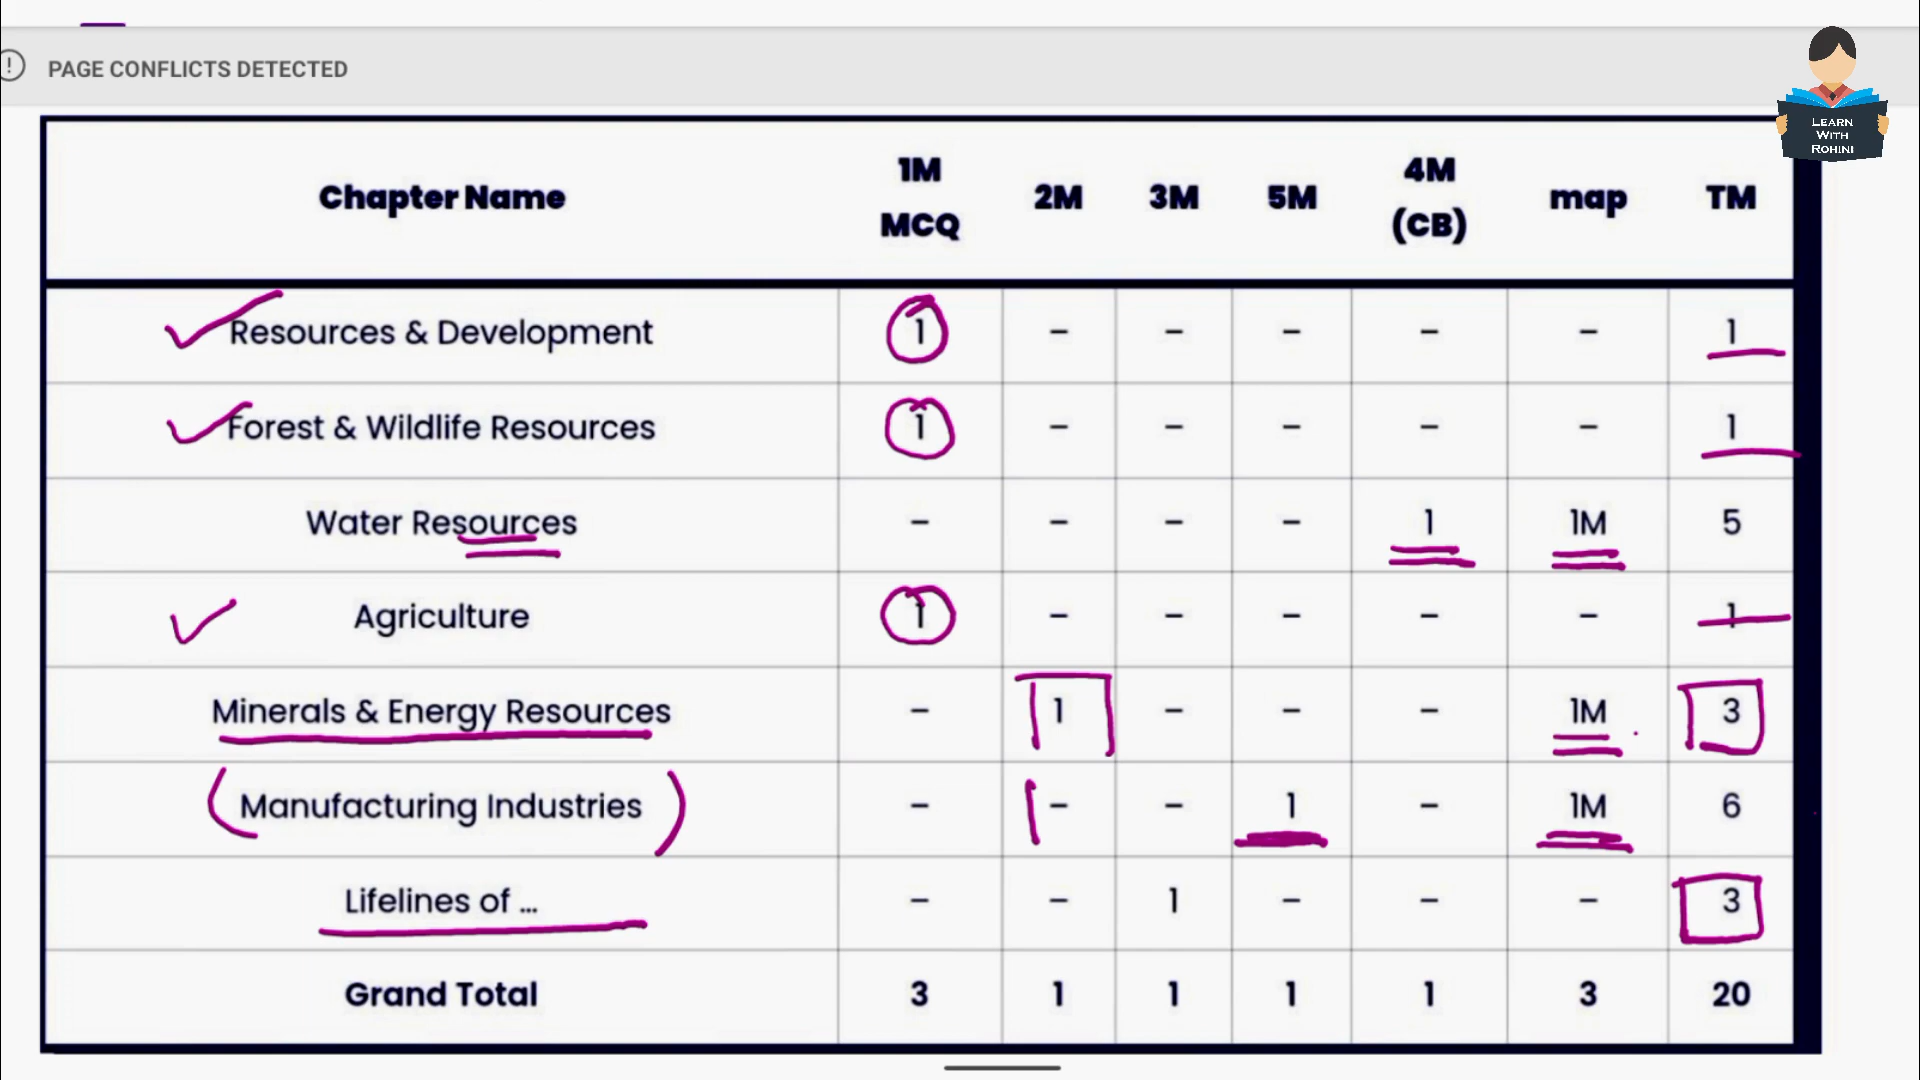 PAGE CONFLICTS DETECTED
LEARN
WITH
ROHINI
Chapter Name 1M MCQ 2M 3M 5M 4M (CB) map TM
Resources & Development 1 – – – – – 1
Forest & Wildlife Resources 1 – – – – – 1
Water Resources – – – – 1 1M 5
Agriculture 1 – – – – – 1
Minerals & Energy Resources – 1 – – – 1M 3
Manufacturing Industries – – – 1 – 1M 6
Lifelines of ... – – 1 – – – 3
Grand Total 3 1 1 1 1 3 20